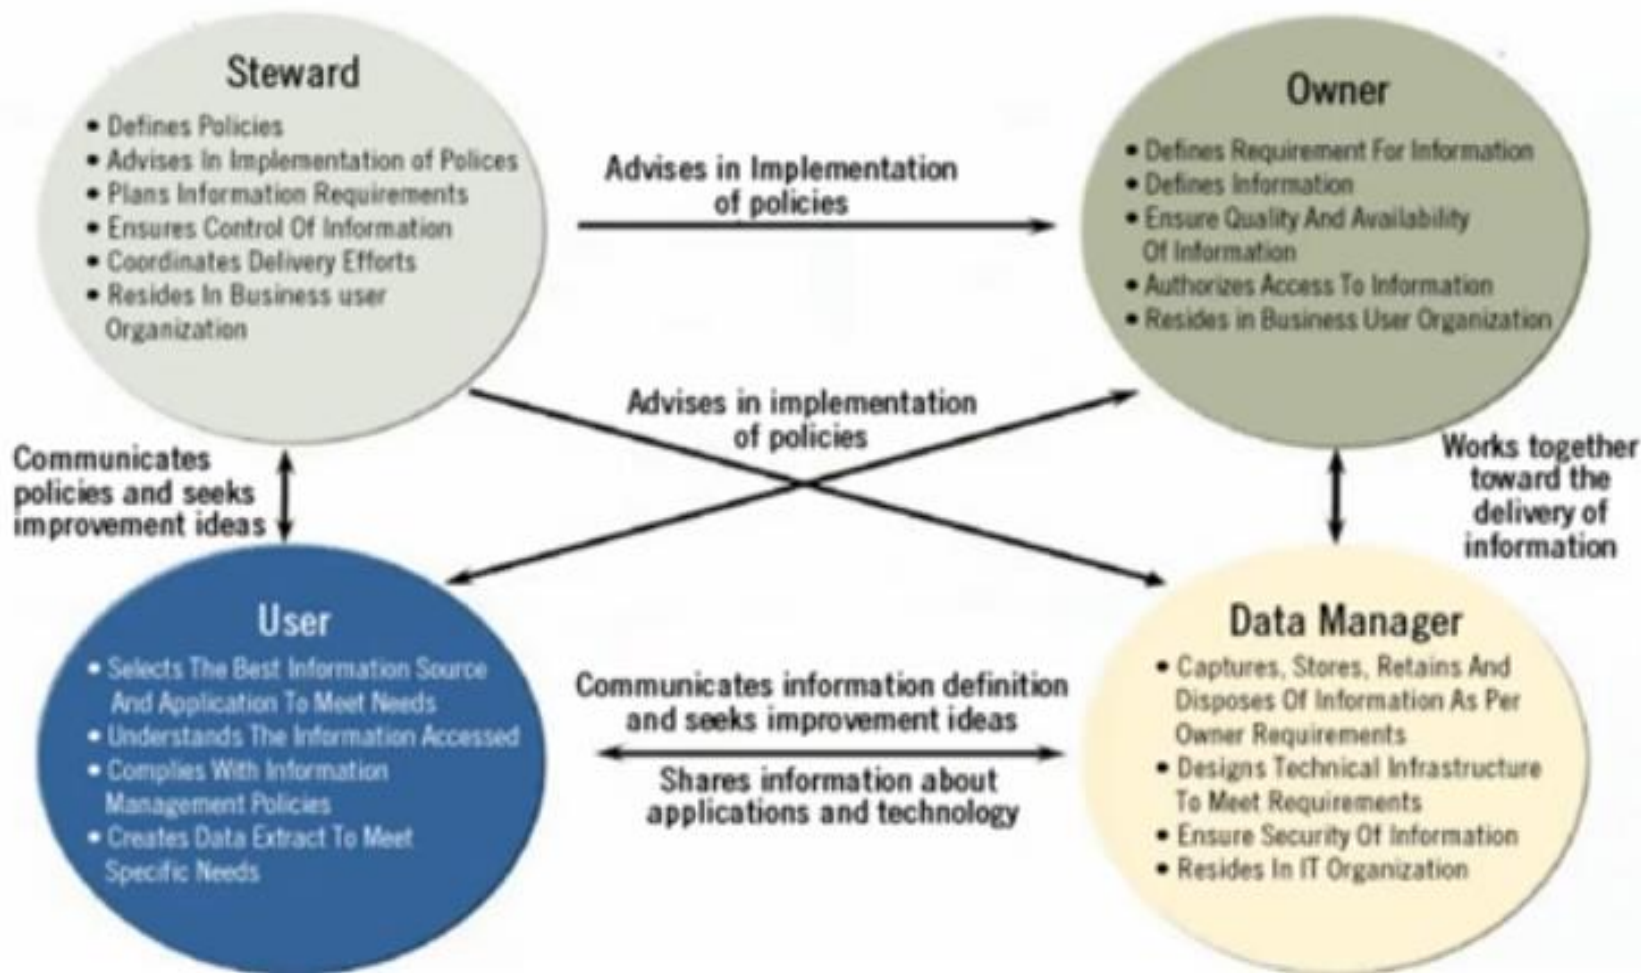 Steward
• Defines Policies
• Advises In Implementation of Polices
• Plans Information Requirements
• Ensures Control Of Information
• Coordinates Delivery Efforts
• Resides In Business user
Organization
Advises in Implementation
of policies
Owner
• Defines Requirement For Information
• Defines Information
• Ensure Quality And Availability
Of Information
• Authorizes Access To Information
• Resides in Business User Organization
Advises in implementation
of policies
Communicates
policies and seeks
improvement ideas
Works together
toward the
delivery of
information
User
• Selects The Best Information Source
And Application To Meet Needs
• Understands The Information Accessed
• Complies With Information
Management Policies
• Creates Data Extract To Meet
Specific Needs
Communicates information definition
and seeks improvement ideas
Shares information about
applications and technology
Data Manager
• Captures, Stores, Retains And
Disposes Of Information As Per
Owner Requirements
• Designs Technical Infrastructure
To Meet Requirements
• Ensure Security Of Information
• Resides In IT Organization